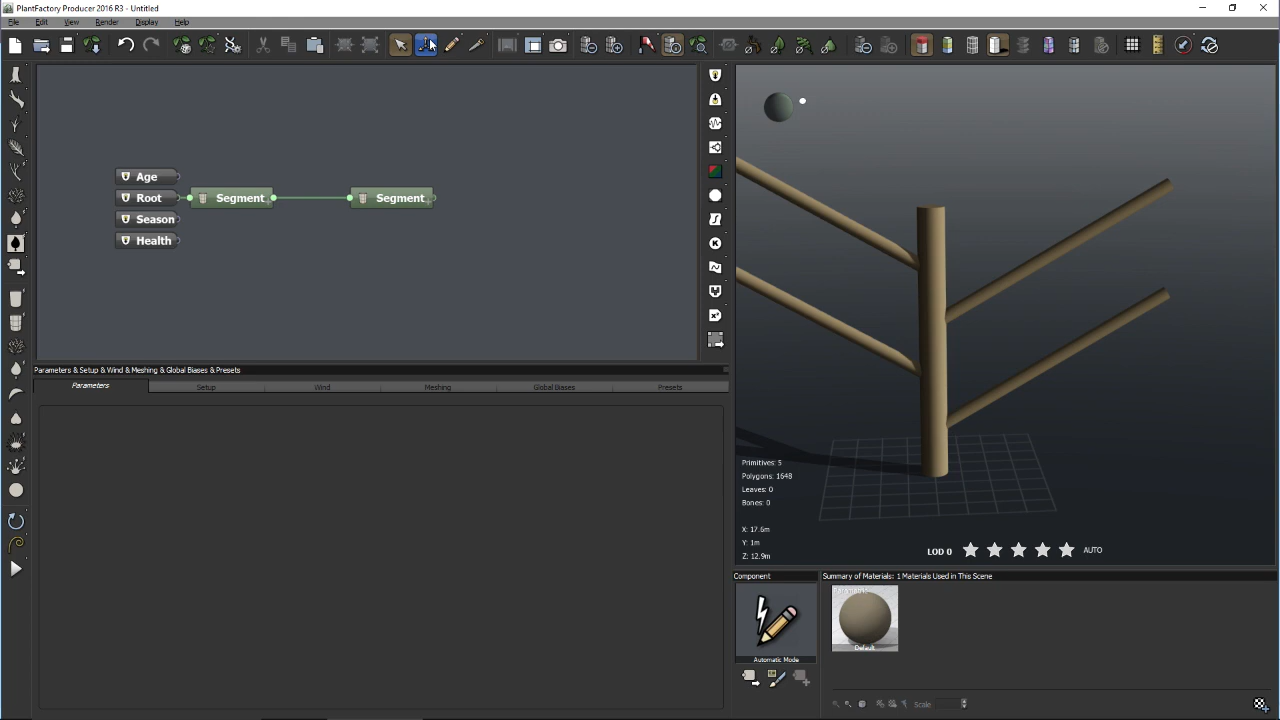 PlantFactory Producer 2016 R3 - Untitled
File Edit View Render Display Help
Age
Root
Segment
Segment
Season
Health
Parameters & Setup & Wind & Meshing & Global Biases & Presets
Parameters Setup Wind Meshing Global Biases Presets
Primitives: 5
Polygons: 1648
Leaves: 0
Bones: 0
X: 17.6m
Y: 1m
Z: 12.9m
LOD 0
AUTO
Component
Summary of Materials: 1 Materials Used in This Scene
Automatic Mode
Default
Scale